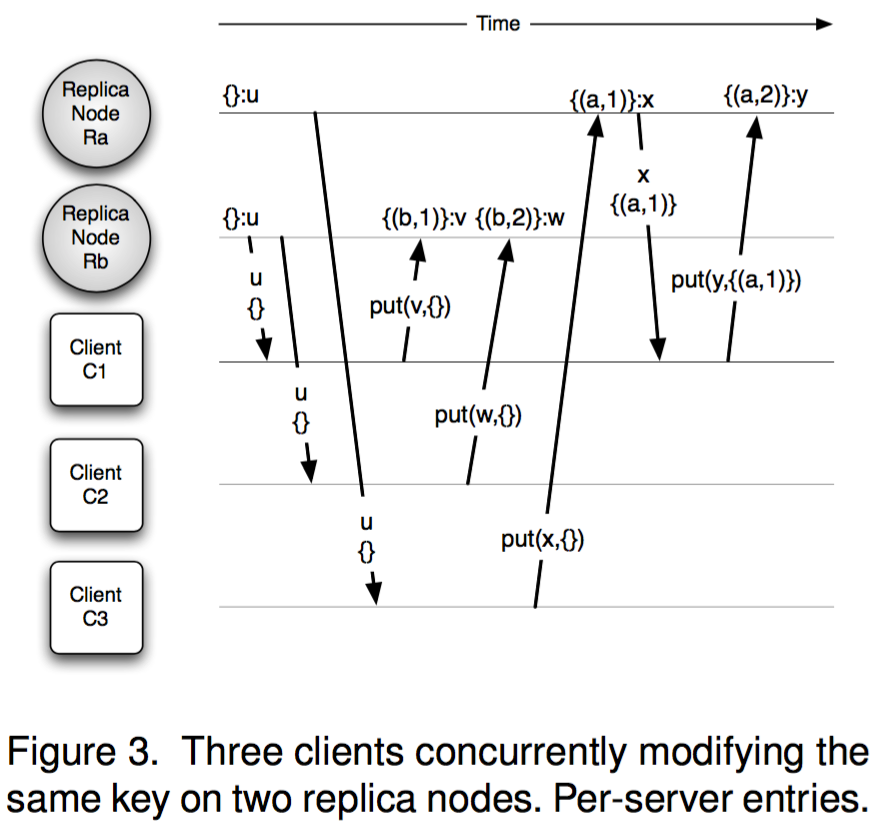 Time
Replica
Node
Ra
{}:u
{(a,1)}:x
{(a,2)}:y
x
{(a,1)}
Replica
Node
Rb
{}:u
{(b,1)}:v
{(b,2)}:w
u
{}
put(v,{})
put(y,{(a,1)})
Client
C1
u
{}
put(w,{})
Client
C2
u
{}
put(x,{})
Client
C3
Figure 3. Three clients concurrently modifying the
same key on two replica nodes. Per-server entries.